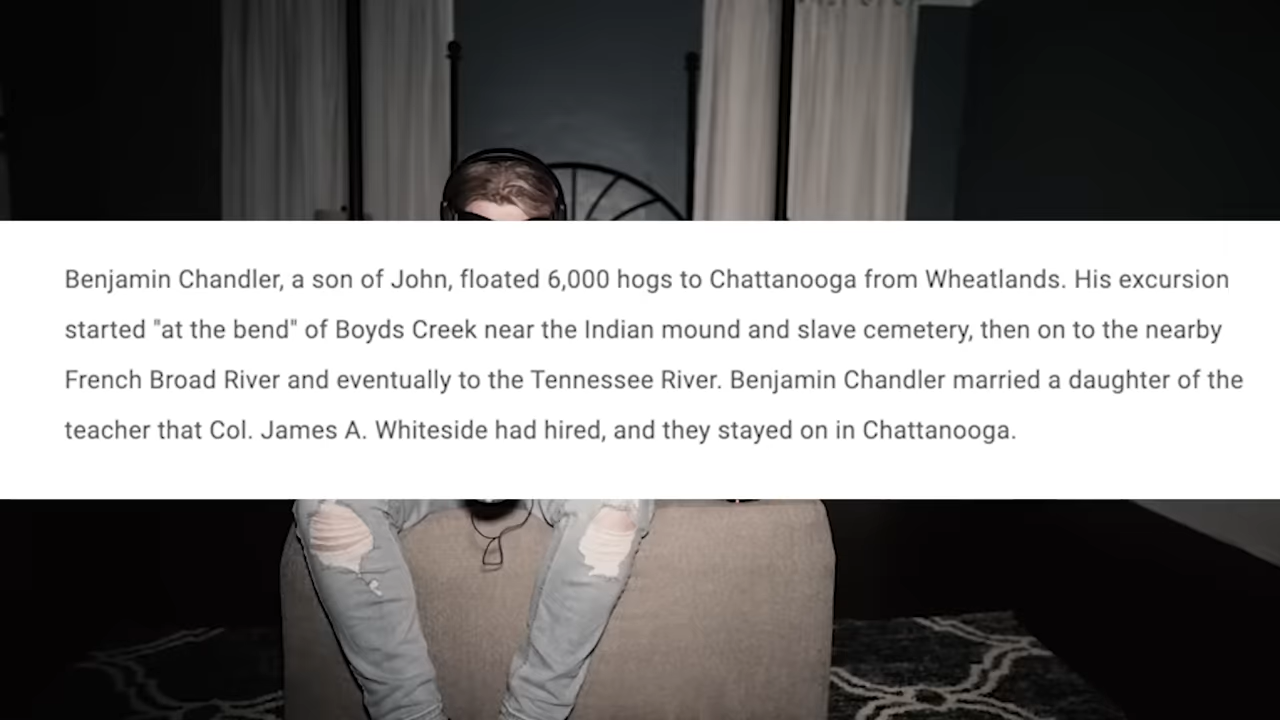 Benjamin Chandler, a son of John, floated 6,000 hogs to Chattanooga from Wheatlands. His excursion
started "at the bend" of Boyds Creek near the Indian mound and slave cemetery, then on to the nearby
French Broad River and eventually to the Tennessee River. Benjamin Chandler married a daughter of the
teacher that Col. James A. Whiteside had hired, and they stayed on in Chattanooga.